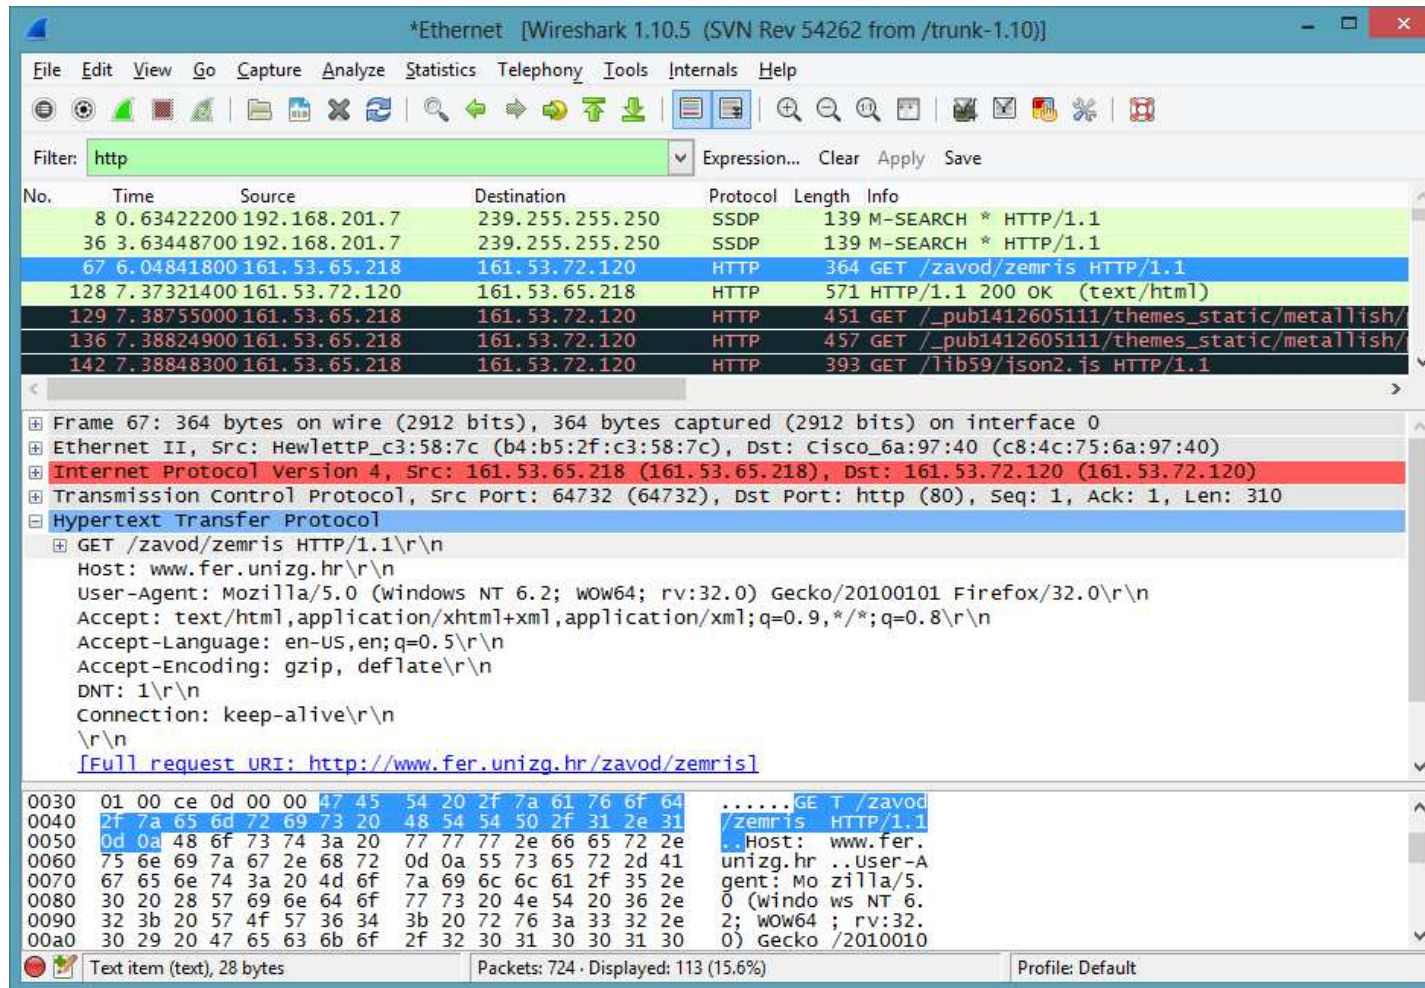 *Ethernet [Wireshark 1.10.5 (SVN Rev 54262 from /trunk-1.10)]
File Edit View Go Capture Analyze Statistics Telephony Tools Internals Help
Filter: http Expression... Clear Apply Save
No. Time Source Destination Protocol Length Info
8 0.63422200 192.168.201.7 239.255.255.250 SSDP 139 M-SEARCH * HTTP/1.1
36 3.63448700 192.168.201.7 239.255.255.250 SSDP 139 M-SEARCH * HTTP/1.1
67 6.04841800 161.53.65.218 161.53.72.120 HTTP 364 GET /zavod/zemris HTTP/1.1
128 7.37321400 161.53.72.120 161.53.65.218 HTTP 571 HTTP/1.1 200 OK (text/html)
129 7.38755000 161.53.65.218 161.53.72.120 HTTP 451 GET /_pub1412605111/themes_static/metallish/
136 7.38824900 161.53.65.218 161.53.72.120 HTTP 457 GET /_pub1412605111/themes_static/metallish/
142 7.38848300 161.53.65.218 161.53.72.120 HTTP 393 GET /lib59/json2.js HTTP/1.1
Frame 67: 364 bytes on wire (2912 bits), 364 bytes captured (2912 bits) on interface 0
Ethernet II, Src: HewlettP_c3:58:7c (b4:b5:2f:c3:58:7c), Dst: Cisco_6a:97:40 (c8:4c:75:6a:97:40)
Internet Protocol Version 4, Src: 161.53.65.218 (161.53.65.218), Dst: 161.53.72.120 (161.53.72.120)
Transmission Control Protocol, Src Port: 64732 (64732), Dst Port: http (80), Seq: 1, Ack: 1, Len: 310
Hypertext Transfer Protocol
GET /zavod/zemris HTTP/1.1\r\n
Host: www.fer.unizg.hr\r\n
User-Agent: Mozilla/5.0 (Windows NT 6.2; WOW64; rv:32.0) Gecko/20100101 Firefox/32.0\r\n
Accept: text/html,application/xhtml+xml,application/xml;q=0.9,*/*;q=0.8\r\n
Accept-Language: en-US,en;q=0.5\r\n
Accept-Encoding: gzip, deflate\r\n
DNT: 1\r\n
Connection: keep-alive\r\n
\r\n
[Full request URI: http://www.fer.unizg.hr/zavod/zemris]
0030 01 00 ce 0d 00 00 47 45 54 20 2f 7a 61 76 6f 64 ......GE T /zavod
0040 2f 7a 65 6d 72 69 73 20 48 54 54 50 2f 31 2e 31 /zemris HTTP/1.1
0050 0d 0a 48 6f 73 74 3a 20 77 77 77 2e 66 65 72 2e ..Host: www.fer.
0060 75 6e 69 7a 67 2e 68 72 0d 0a 55 73 65 72 2d 41 unizg.hr ..User-A
0070 67 65 6e 74 3a 20 4d 6f 7a 69 6c 6c 61 2f 35 2e gent: Mo zilla/5.
0080 30 20 28 57 69 6e 64 6f 77 73 20 4e 54 20 36 2e 0 (Windo ws NT 6.
0090 32 3b 20 57 4f 57 36 34 3b 20 72 76 3a 33 32 2e 2; WOW64 ; rv:32.
00a0 30 29 20 47 65 63 6b 6f 2f 32 30 31 30 30 31 30 0) Gecko /2010010
Text item (text), 28 bytes Packets: 724 · Displayed: 113 (15.6%) Profile: Default